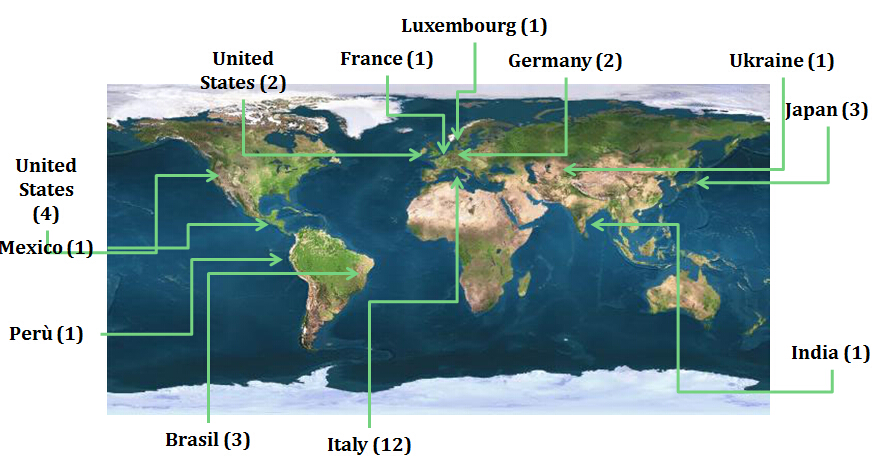 Luxembourg (1)
United
States (2)
France (1)
Germany (2)
Ukraine (1)
Japan (3)
United
States
(4)
Mexico (1)
Perù (1)
India (1)
Brasil (3)
Italy (12)